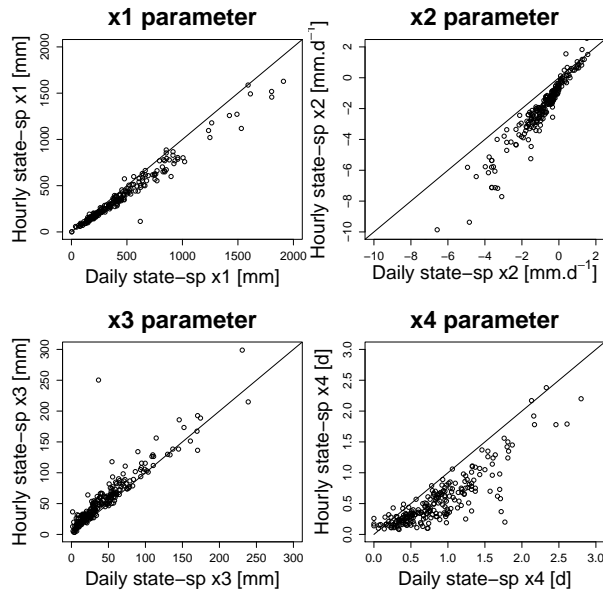 x1 parameter
Hourly state−sp x1 [mm]
0 500 1000 1500 2000
0 500 1000 1500 2000
Daily state−sp x1 [mm]
x2 parameter
Hourly state−sp x2 [mm.d⁻¹]
−10 −8 −6 −4 −2 0 2
−10 −8 −6 −4 −2 0 2
Daily state−sp x2 [mm.d⁻¹]
x3 parameter
Hourly state−sp x3 [mm]
0 50 100 150 200 250 300
0 50 100 150 200 250 300
Daily state−sp x3 [mm]
x4 parameter
Hourly state−sp x4 [d]
0.0 0.5 1.0 1.5 2.0 2.5 3.0
0.0 0.5 1.0 1.5 2.0 2.5 3.0
Daily state−sp x4 [d]